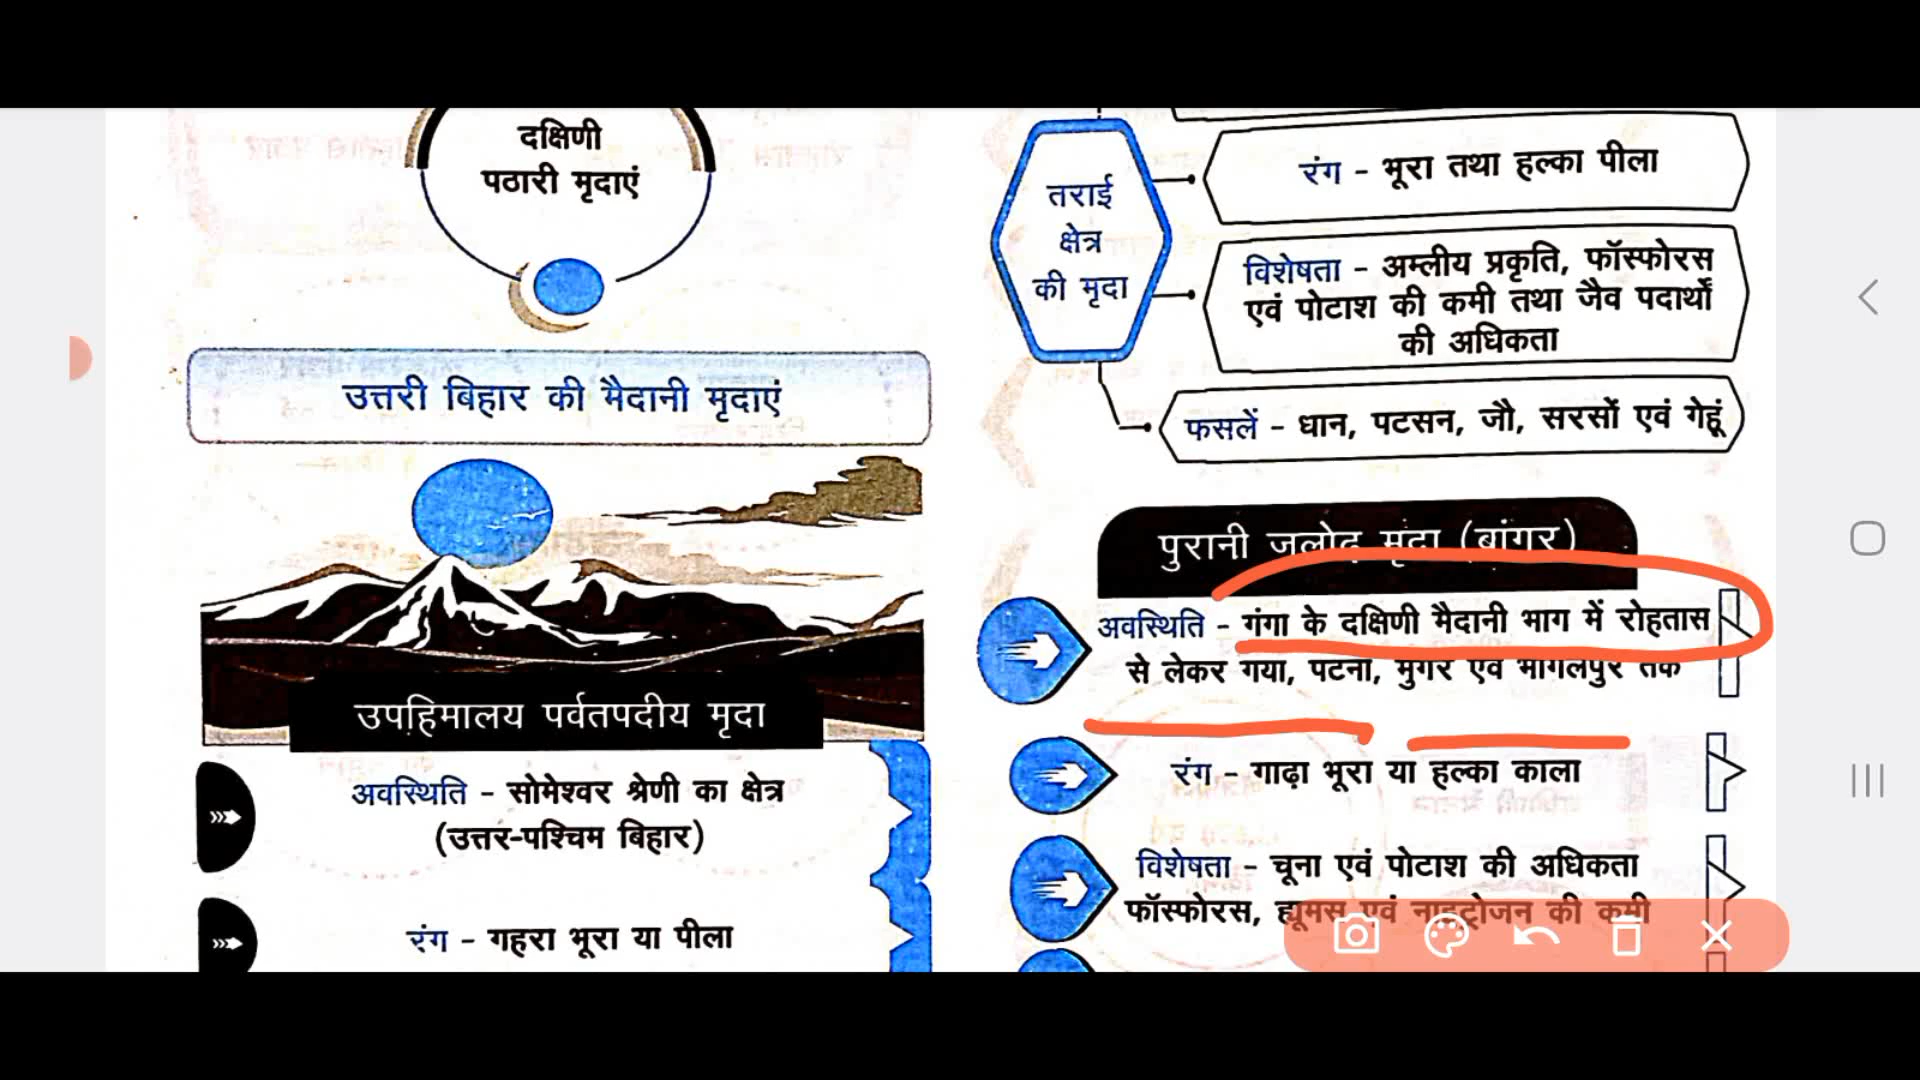 दक्षिणी
पठारी मृदाएं
उत्तरी बिहार की मैदानी मृदाएं
उपहिमालय पर्वतपदीय मृदा
अवस्थिति - सोमेश्वर श्रेणी का क्षेत्र
(उत्तर-पश्चिम बिहार)
रंग - गहरा भूरा या पीला
तराई
क्षेत्र
की मृदा
रंग - भूरा तथा हल्का पीला
विशेषता - अम्लीय प्रकृति, फॉस्फोरस
एवं पोटाश की कमी तथा जैव पदार्थों
की अधिकता
फसलें - धान, पटसन, जौ, सरसों एवं गेहूं
पुरानी जलोढ़ मृदा (बांगर)
अवस्थिति - गंगा के दक्षिणी मैदानी भाग में रोहतास
से लेकर गया, पटना, मुंगेर एवं भागलपुर तक
रंग - गाढ़ा भूरा या हल्का काला
विशेषता - चूना एवं पोटाश की अधिकता
फॉस्फोरस, ह्यूमस एवं नाइट्रोजन की कमी